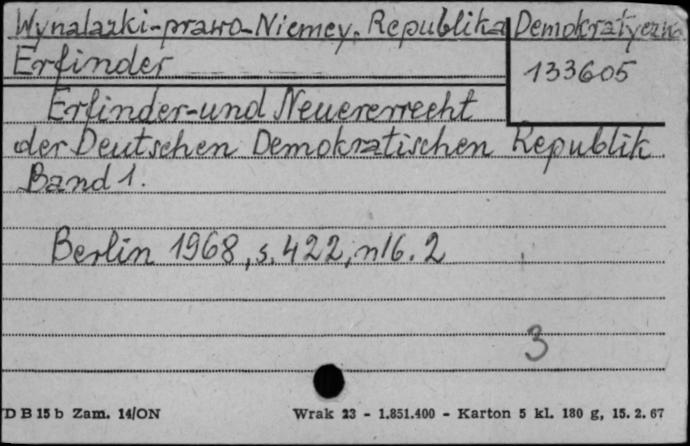 Wynalazki-prawo-Niemcy. Republika Demokratyczna
Erfinder
133605
Erfinder-und Neuererrecht
der Deutschen Demokratischen Republik
Band 1.
Berlin 1968, s. 422, nlb. 2
3
D B 15 b Zam. 14/ON
Wrak 23 - 1.851.400 - Karton 5 kl. 180 g, 15. 2. 67